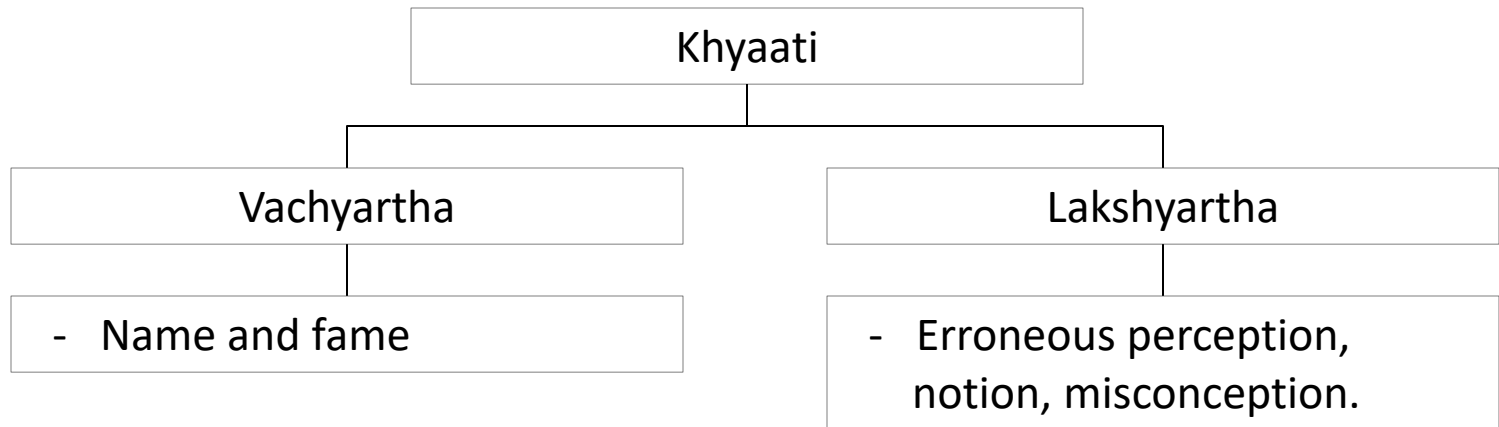 Khyaati
Vachyartha
Lakshyartha
- Name and fame
- Erroneous perception,
notion, misconception.